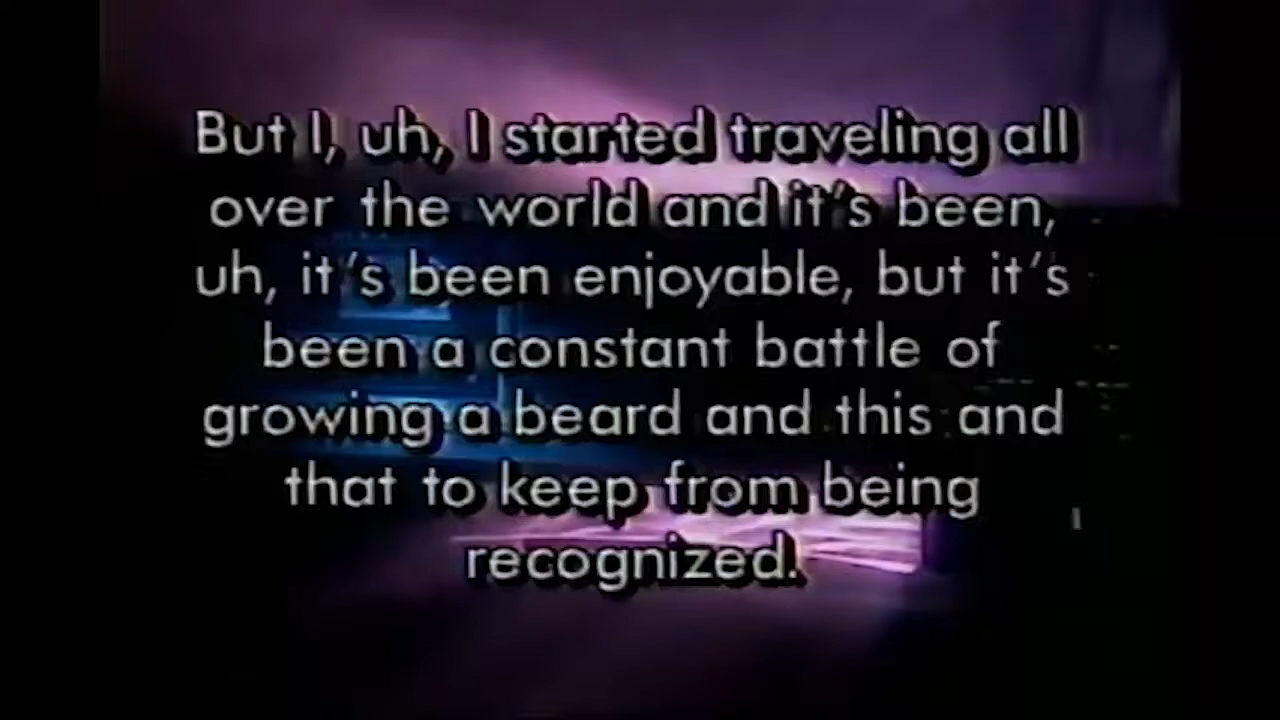 But I, uh, I started traveling all
over the world and it's been,
uh, it's been enjoyable, but it's
been a constant battle of
growing a beard and this and
that to keep from being
recognized.